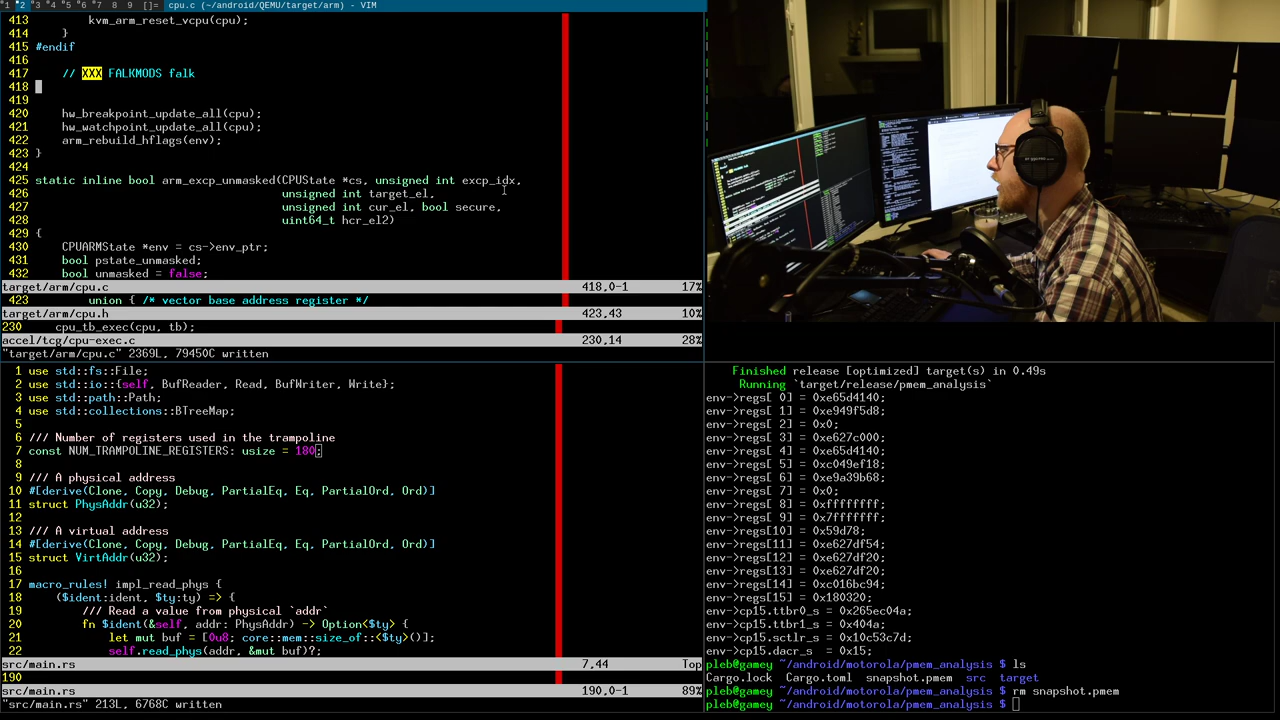 1 2 3 4 5 6 7 8 9 []= cpu.c (~/android/QEMU/target/arm) - VIM
413 kvm_arm_reset_vcpu(cpu);
414 }
415 #endif
416
417 // XXX FALKMODS falk
418
419
420 hw_breakpoint_update_all(cpu);
421 hw_watchpoint_update_all(cpu);
422 arm_rebuild_hflags(env);
423 }
424
425 static inline bool arm_excp_unmasked(CPUState *cs, unsigned int excp_idx,
426 unsigned int target_el,
427 unsigned int cur_el, bool secure,
428 uint64_t hcr_el2)
429 {
430 CPUARMState *env = cs->env_ptr;
431 bool pstate_unmasked;
432 bool unmasked = false;
target/arm/cpu.c 418,0-1 17%
423 union { /* vector base address register */
target/arm/cpu.h 423,43 10%
230 cpu_tb_exec(cpu, tb);
accel/tcg/cpu-exec.c 230,14 28%
"target/arm/cpu.c" 2369L, 79450C written
1 use std::fs::File;
2 use std::io::{self, BufReader, Read, BufWriter, Write};
3 use std::path::Path;
4 use std::collections::BTreeMap;
5
6 /// Number of registers used in the trampoline
7 const NUM_TRAMPOLINE_REGISTERS: usize = 180;
8
9 /// A physical address
10 #[derive(Clone, Copy, Debug, PartialEq, Eq, PartialOrd, Ord)]
11 struct PhysAddr(u32);
12
13 /// A virtual address
14 #[derive(Clone, Copy, Debug, PartialEq, Eq, PartialOrd, Ord)]
15 struct VirtAddr(u32);
16
17 macro_rules! impl_read_phys {
18 ($ident:ident, $ty:ty) => {
19 /// Read a value from physical `addr`
20 fn $ident(&self, addr: PhysAddr) -> Option<$ty> {
21 let mut buf = [0u8; core::mem::size_of::<$ty>()];
22 self.read_phys(addr, &mut buf)?;
src/main.rs 7,44 Top
190
src/main.rs 190,0-1 89%
"src/main.rs" 213L, 6768C written
Finished release [optimized] target(s) in 0.49s
Running `target/release/pmem_analysis`
env->regs[ 0] = 0xe65d4140;
env->regs[ 1] = 0xe949f5d8;
env->regs[ 2] = 0x0;
env->regs[ 3] = 0xe627c000;
env->regs[ 4] = 0xe65d4140;
env->regs[ 5] = 0xc049ef18;
env->regs[ 6] = 0xe9a39b68;
env->regs[ 7] = 0x0;
env->regs[ 8] = 0xffffffff;
env->regs[ 9] = 0x7fffffff;
env->regs[10] = 0x59d78;
env->regs[11] = 0xe627df54;
env->regs[12] = 0xe627df20;
env->regs[13] = 0xe627df20;
env->regs[14] = 0xc016bc94;
env->regs[15] = 0x180320;
env->cp15.ttbr0_s = 0x265ec04a;
env->cp15.ttbr1_s = 0x404a;
env->cp15.sctlr_s = 0x10c53c7d;
env->cp15.dacr_s = 0x15;
pleb@gamey ~/android/motorola/pmem_analysis $ ls
Cargo.lock Cargo.toml snapshot.pmem src target
pleb@gamey ~/android/motorola/pmem_analysis $ rm snapshot.pmem
pleb@gamey ~/android/motorola/pmem_analysis $